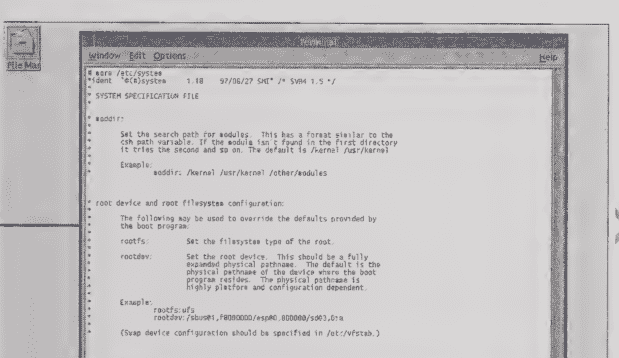 File Man
Window Edit Options Help
# more /etc/system
*ident "@(#)system 1.18 97/06/27 SMI" /* SVR4 1.5 */
*
* SYSTEM SPECIFICATION FILE
*
* moddir:
*
* Set the search path for modules. This has a format similar to the
* csh path variable. If the module isn't found in the first directory
* it tries the second and so on. The default is /kernel /usr/kernel
*
* Example:
* moddir: /kernel /usr/kernel /other/modules
*
* root device and root filesystem configuration:
*
* The following may be used to override the defaults provided by
* the boot program:
*
* rootfs: Set the filesystem type of the root.
*
* rootdev: Set the root device. This should be a fully
* expanded physical pathname. The default is the
* physical pathname of the device where the boot
* program resides. The physical pathname is
* highly platform and configuration dependent.
*
* Example:
* rootfs:ufs
* rootdev:/sbus@1,f8000000/esp@0,800000/sd@3,0:a
*
* (Swap device configuration should be specified in /etc/vfstab.)